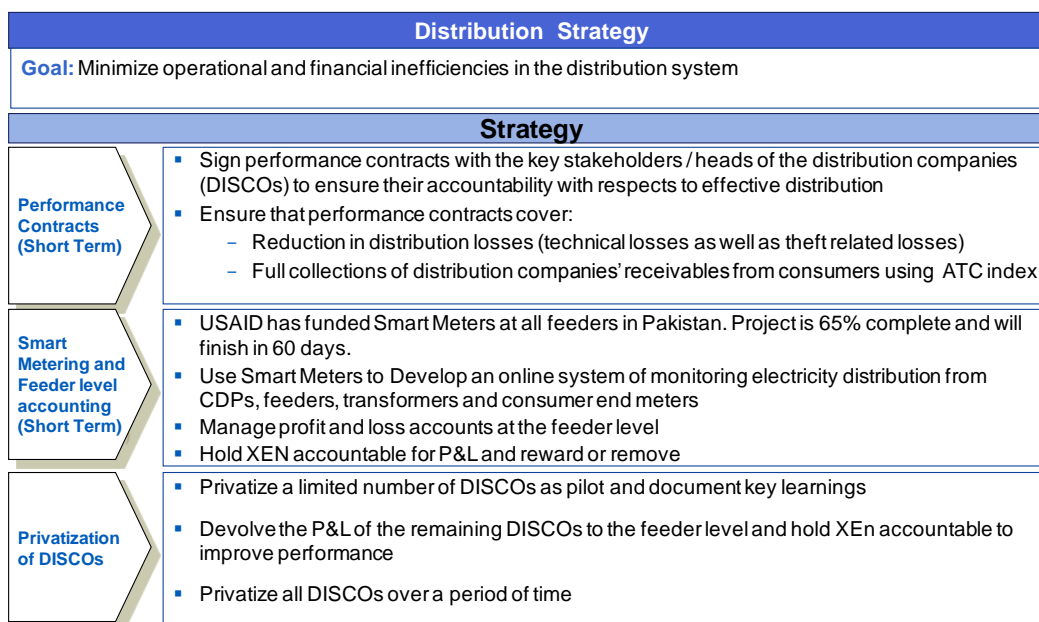 Distribution Strategy
Goal: Minimize operational and financial inefficiencies in the distribution system
Strategy
Performance
Contracts
(Short Term)
▪ Sign performance contracts with the key stakeholders / heads of the distribution companies
(DISCOs) to ensure their accountability with respects to effective distribution
▪ Ensure that performance contracts cover:
– Reduction in distribution losses (technical losses as well as theft related losses)
– Full collections of distribution companies' receivables from consumers using ATC index
Smart
Metering and
Feeder level
accounting
(Short Term)
▪ USAID has funded Smart Meters at all feeders in Pakistan. Project is 65% complete and will
finish in 60 days.
▪ Use Smart Meters to Develop an online system of monitoring electricity distribution from
CDPs, feeders, transformers and consumer end meters
▪ Manage profit and loss accounts at the feeder level
▪ Hold XEN accountable for P&L and reward or remove
Privatization
of DISCOs
▪ Privatize a limited number of DISCOs as pilot and document key learnings
▪ Devolve the P&L of the remaining DISCOs to the feeder level and hold XEn accountable to
improve performance
▪ Privatize all DISCOs over a period of time